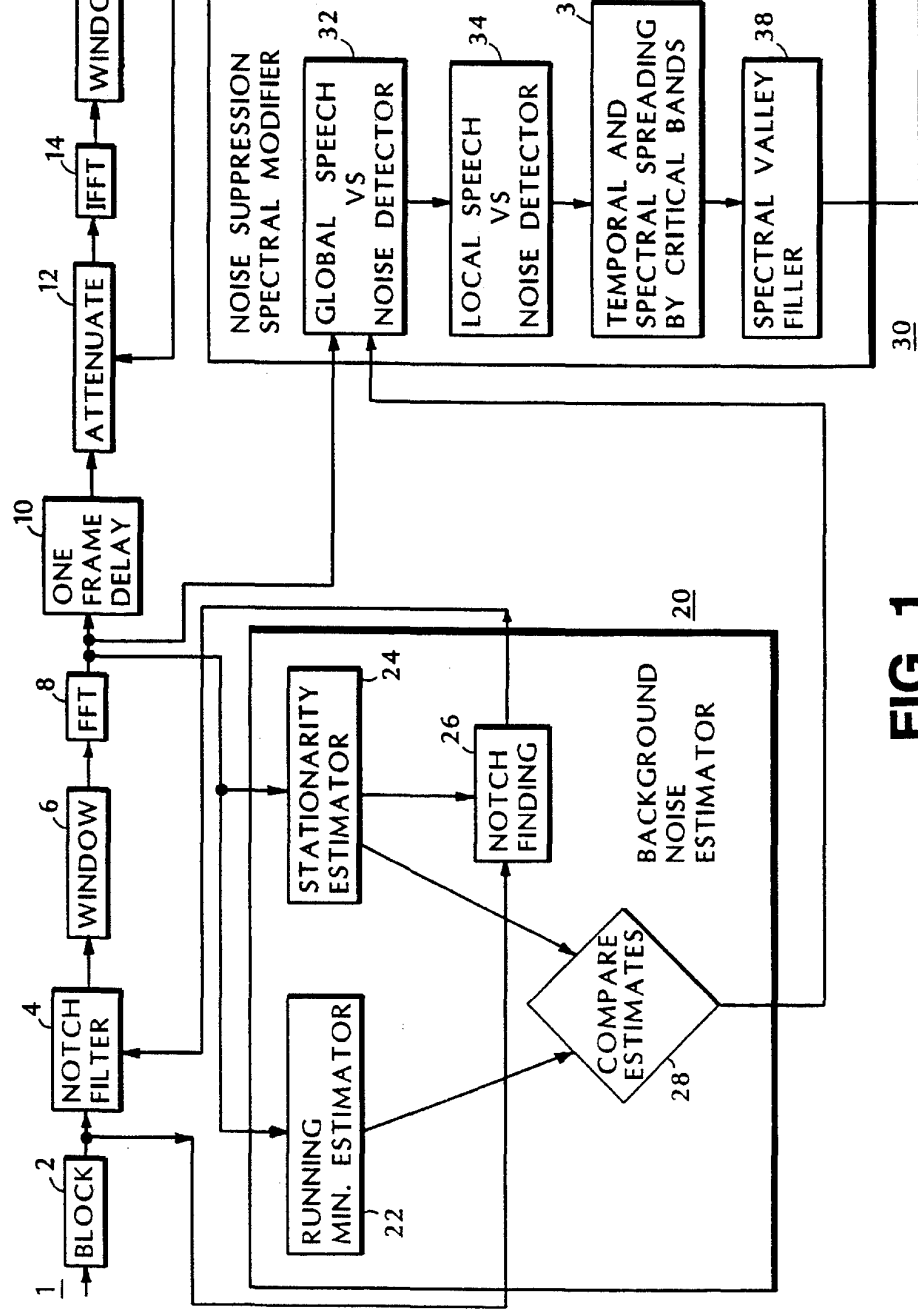 1
2
BLOCK
4
NOTCH
FILTER
6
WINDOW
8
FFT
10
ONE
FRAME
DELAY
12
ATTENUATE
14
IFFT
20
RUNNING
MIN. ESTIMATOR
22
STATIONARITY
ESTIMATOR
24
26
NOTCH
FINDING
COMPARE
ESTIMATES
28
BACKGROUND
NOISE
ESTIMATOR
NOISE SUPPRESSION
SPECTRAL MODIFIER
32
GLOBAL SPEECH
VS
NOISE DETECTOR
34
LOCAL SPEECH
VS
NOISE DETECTOR
TEMPORAL AND
SPECTRAL SPREADING
BY CRITICAL BANDS
38
SPECTRAL VALLEY
FILLER
30